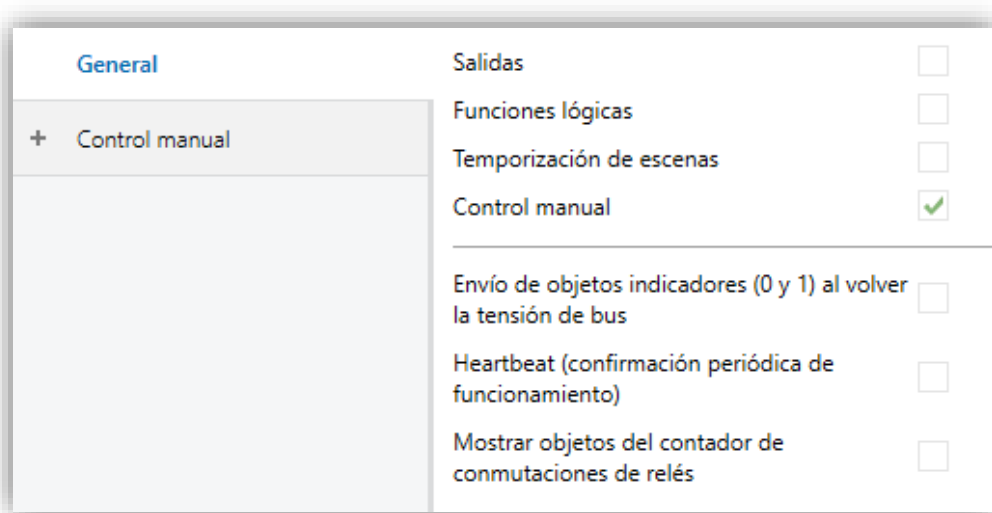 General
+ Control manual
Salidas
Funciones lógicas
Temporización de escenas
Control manual
Envío de objetos indicadores (0 y 1) al volver
la tensión de bus
Heartbeat (confirmación periódica de
funcionamiento)
Mostrar objetos del contador de
conmutaciones de relés